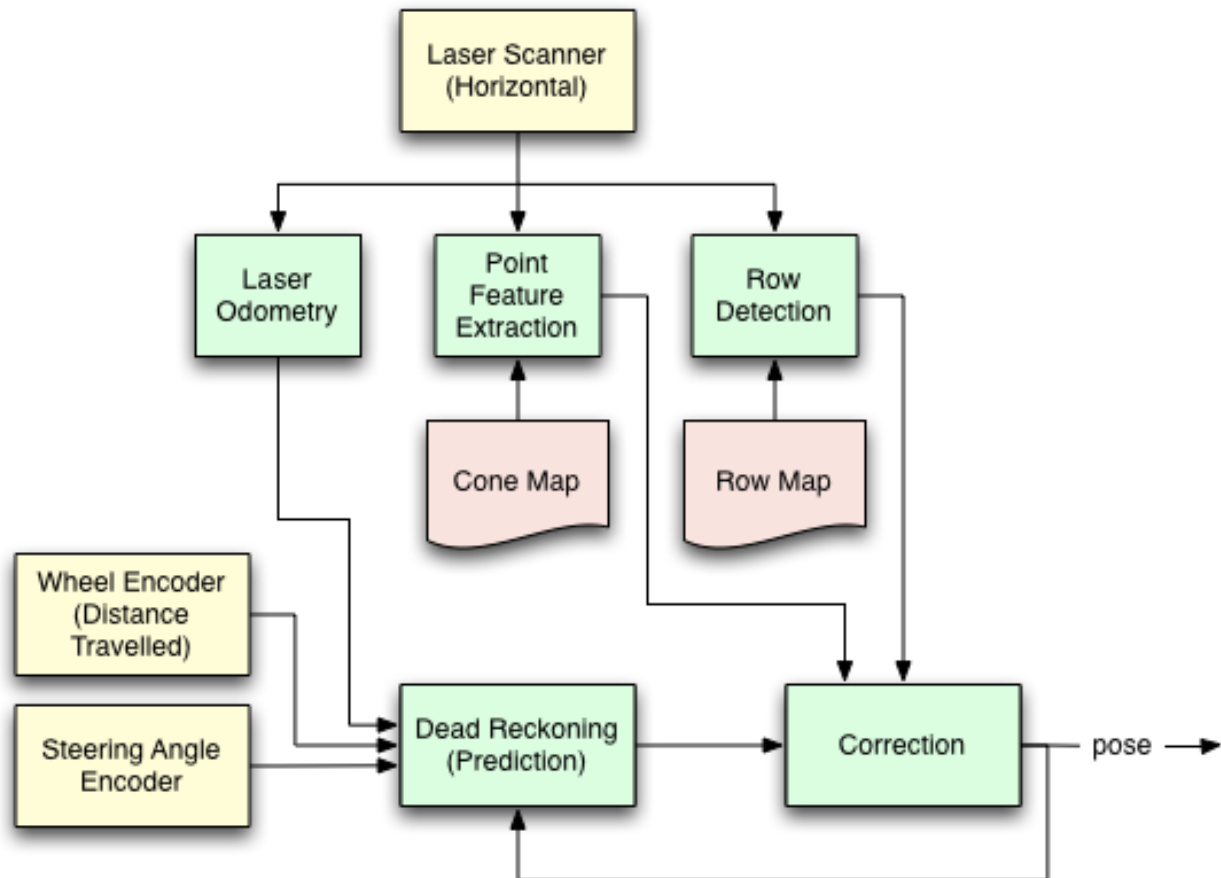 Laser Scanner
(Horizontal)
Laser
Odometry
Point
Feature
Extraction
Row
Detection
Cone Map
Row Map
Wheel Encoder
(Distance
Travelled)
Steering Angle
Encoder
Dead Reckoning
(Prediction)
Correction
pose